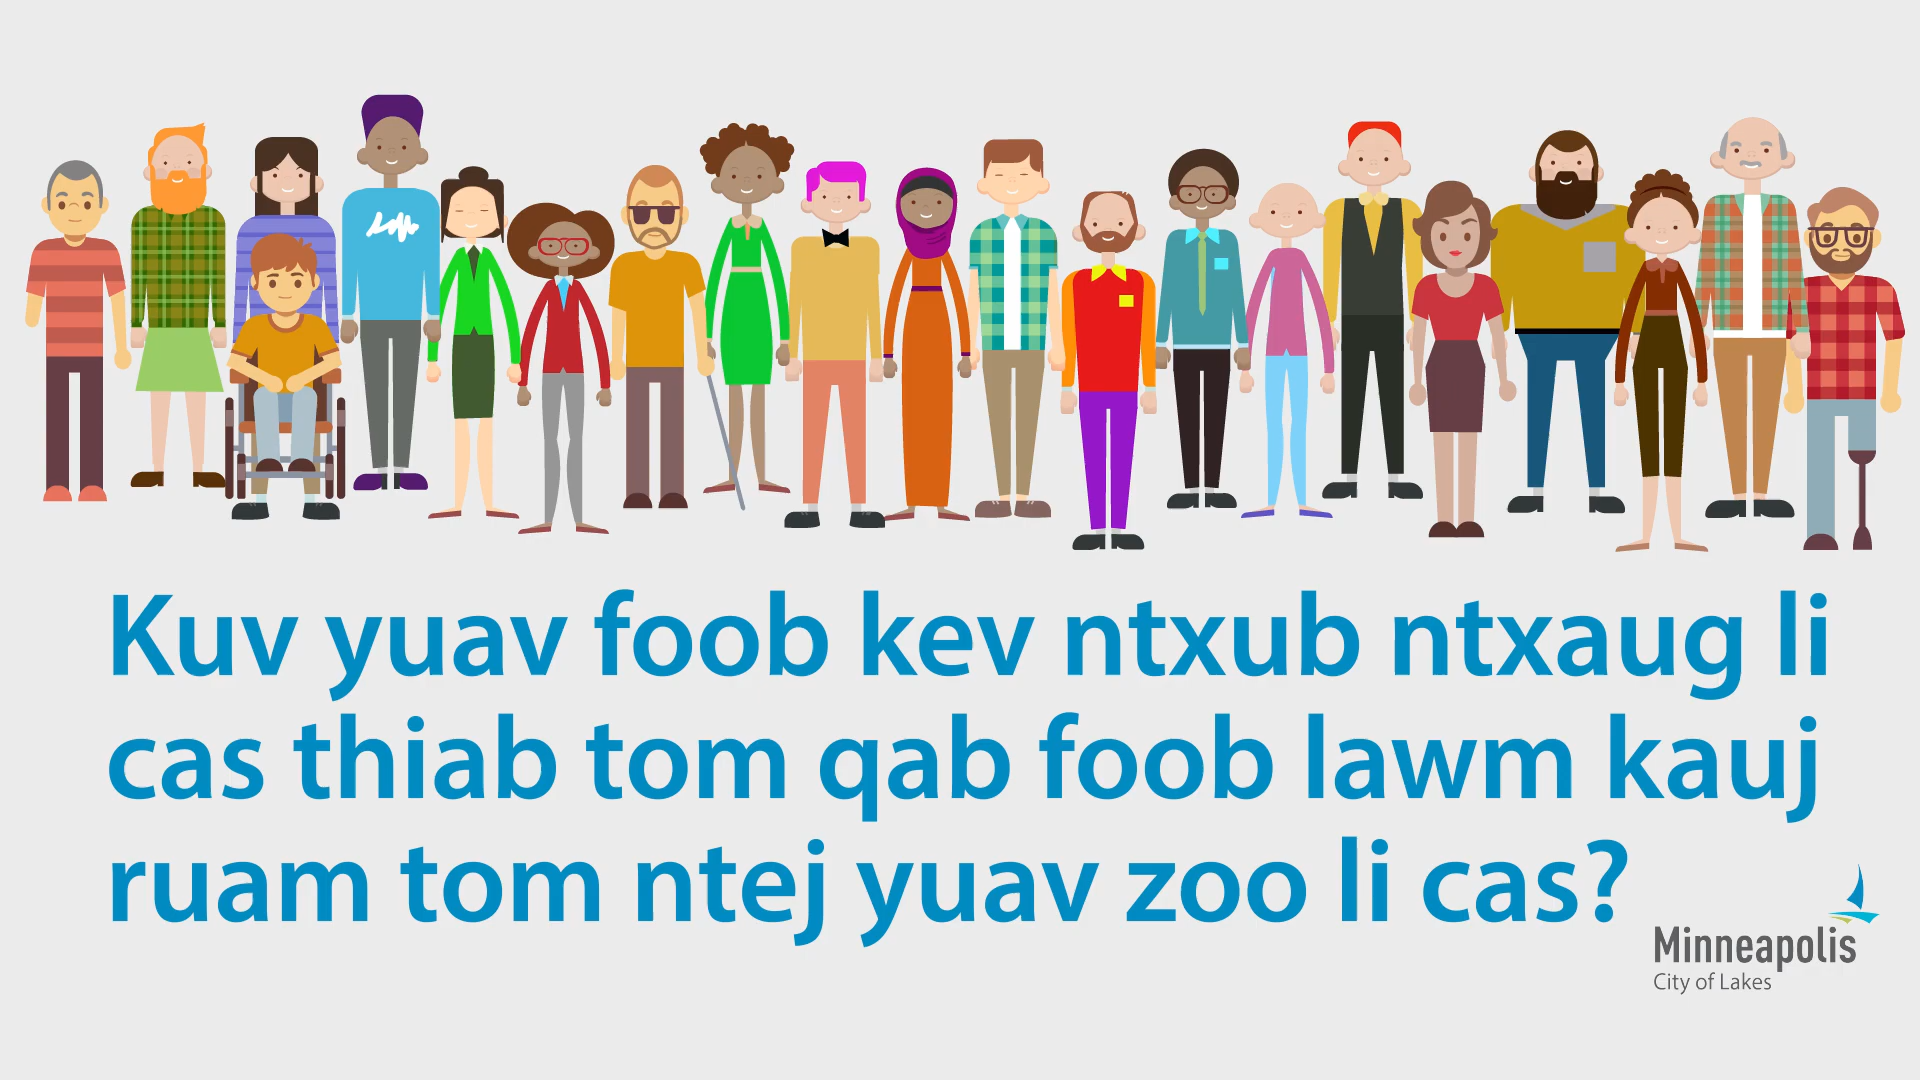 Kuv yuav foob kev ntxub ntxaug li
cas thiab tom qab foob lawm kauj
ruam tom ntej yuav zoo li cas?
Minneapolis
City of Lakes